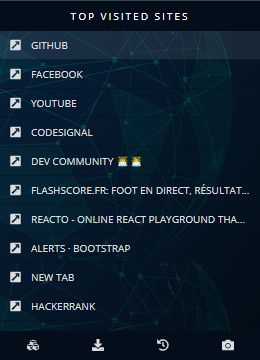 TOP VISITED SITES
GITHUB
FACEBOOK
YOUTUBE
CODESIGNAL
DEV COMMUNITY 👩‍💻👨‍💻
FLASHSCORE.FR: FOOT EN DIRECT, RÉSULTAT...
REACTO - ONLINE REACT PLAYGROUND THA...
ALERTS · BOOTSTRAP
NEW TAB
HACKERRANK